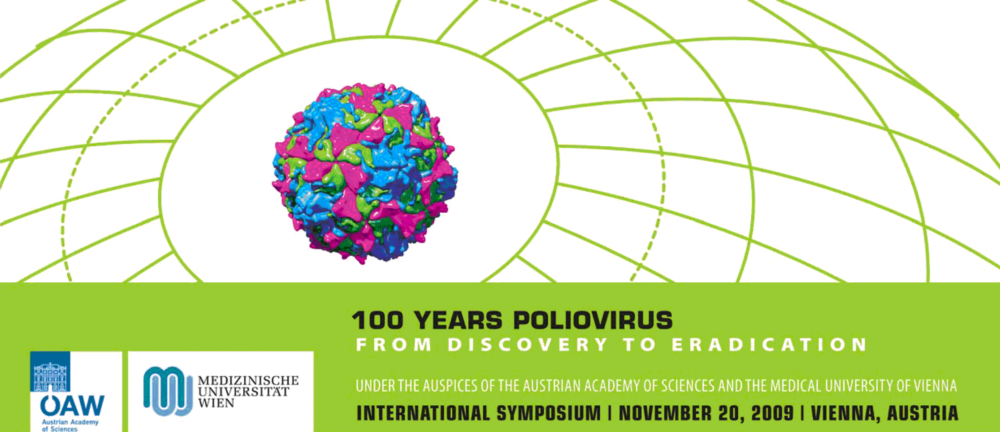 100 YEARS POLIOVIRUS
FROM DISCOVERY TO ERADICATION
UNDER THE AUSPICES OF THE AUSTRIAN ACADEMY OF SCIENCES AND THE MEDICAL UNIVERSITY OF VIENNA
INTERNATIONAL SYMPOSIUM | NOVEMBER 20, 2009 | VIENNA, AUSTRIA
ÖAW
Austrian Academy
of Sciences
MEDIZINISCHE
UNIVERSITÄT
WIEN